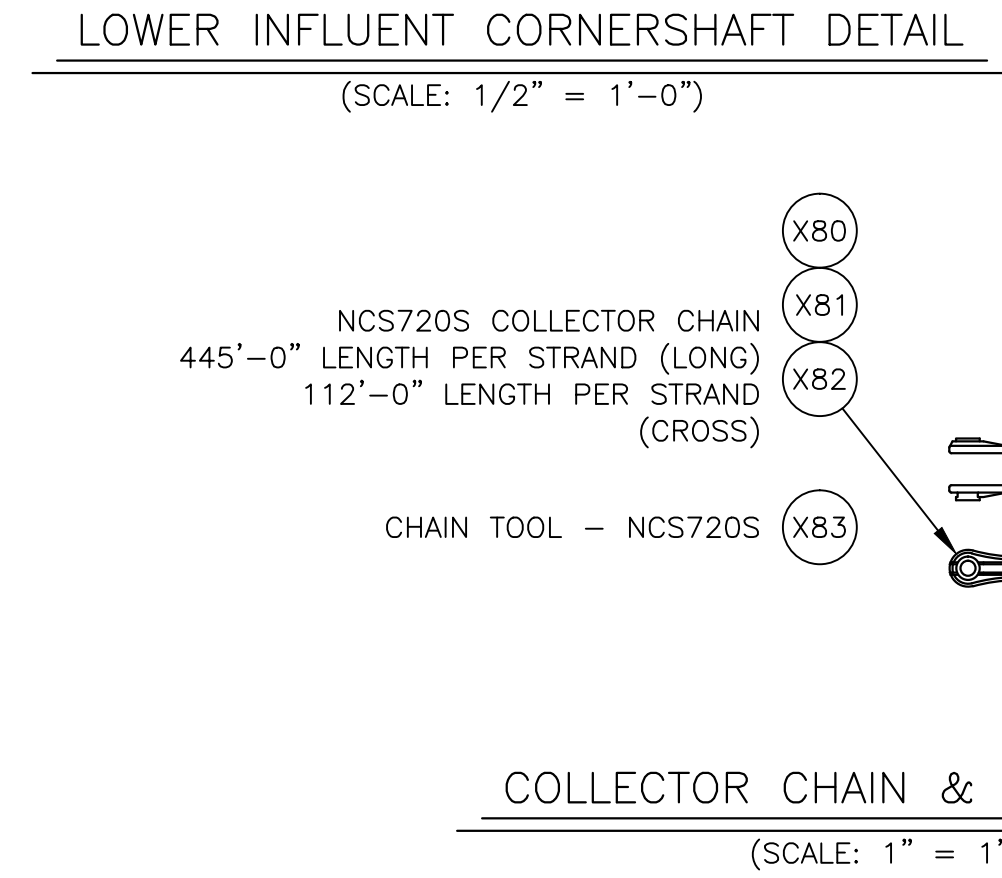 LOWER INFLUENT CORNERSHAFT DETAIL
(SCALE: 1/2" = 1'-0")
X80
X81
NCS720S COLLECTOR CHAIN
445'-0" LENGTH PER STRAND (LONG)
X82
112'-0" LENGTH PER STRAND
(CROSS)
CHAIN TOOL - NCS720S X83
COLLECTOR CHAIN &
(SCALE: 1" = 1'